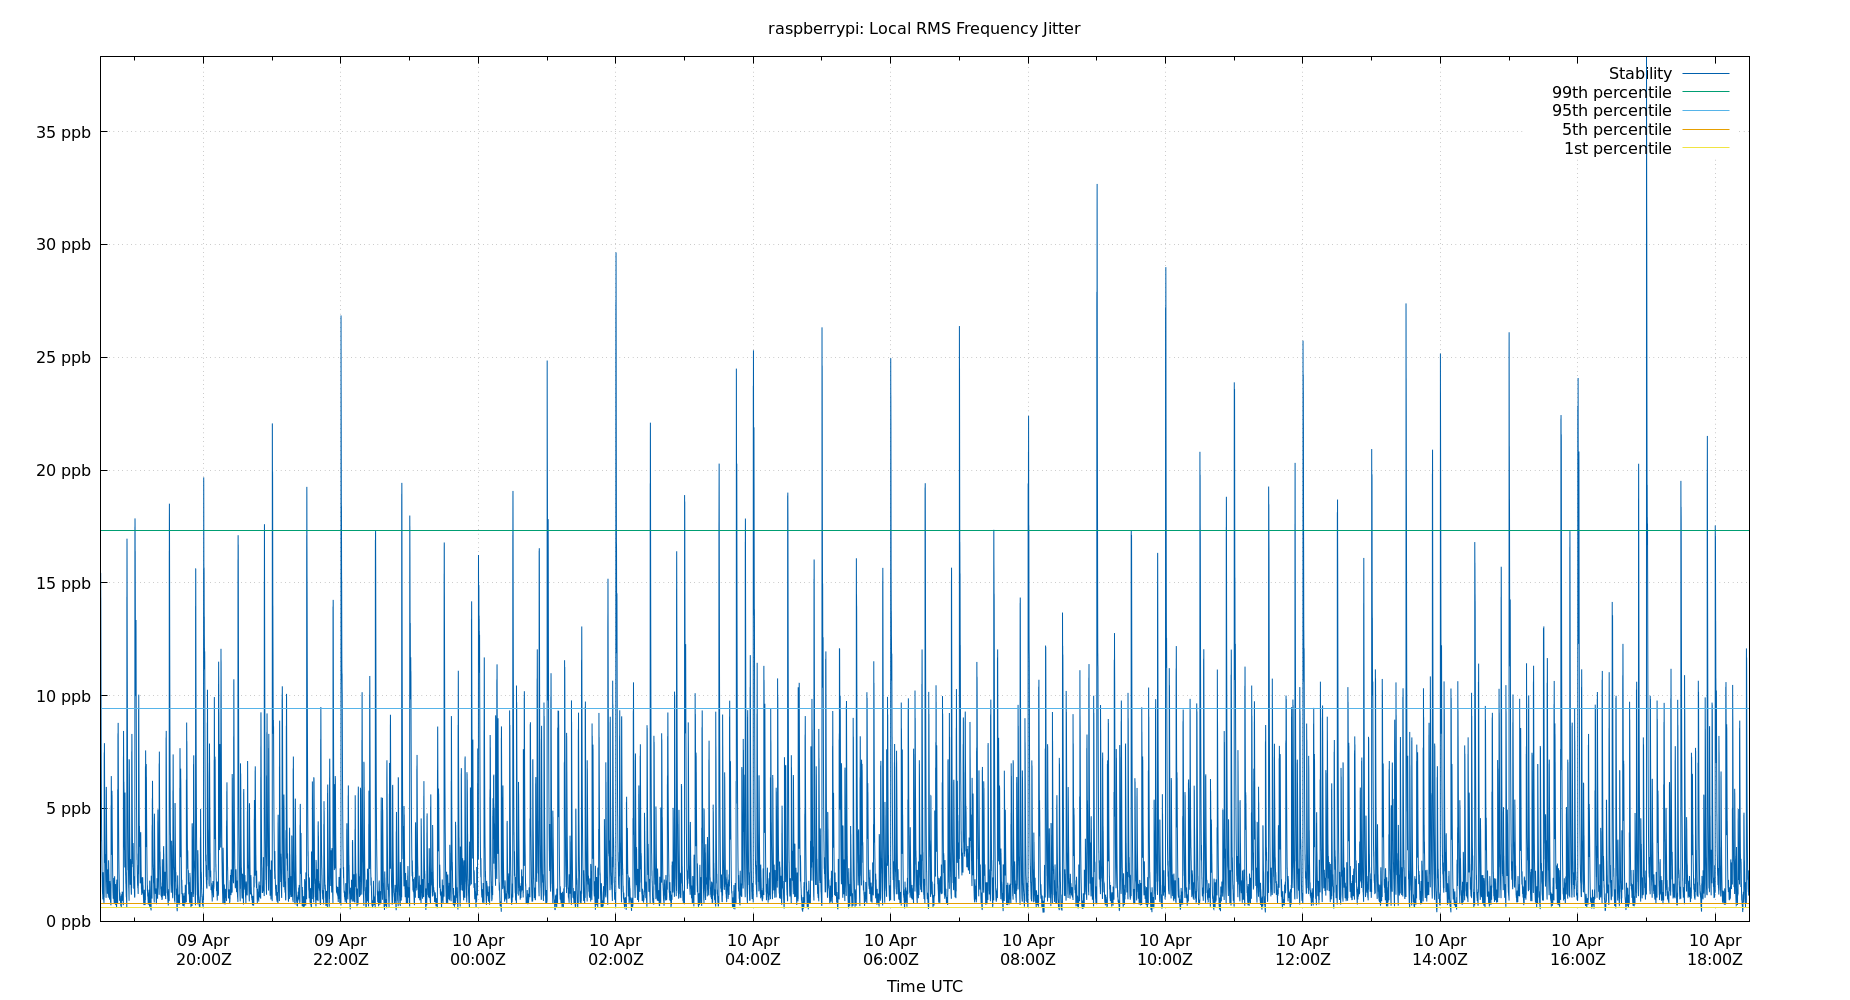 raspberrypi: Local RMS Frequency Jitter
Stability
99th percentile
95th percentile
5th percentile
1st percentile
35 ppb
30 ppb
25 ppb
20 ppb
15 ppb
10 ppb
5 ppb
0 ppb
09 Apr 09 Apr 10 Apr 10 Apr 10 Apr 10 Apr 10 Apr 10 Apr 10 Apr 10 Apr 10 Apr 10 Apr
20:00Z 22:00Z 00:00Z 02:00Z 04:00Z 06:00Z 08:00Z 10:00Z 12:00Z 14:00Z 16:00Z 18:00Z
Time UTC